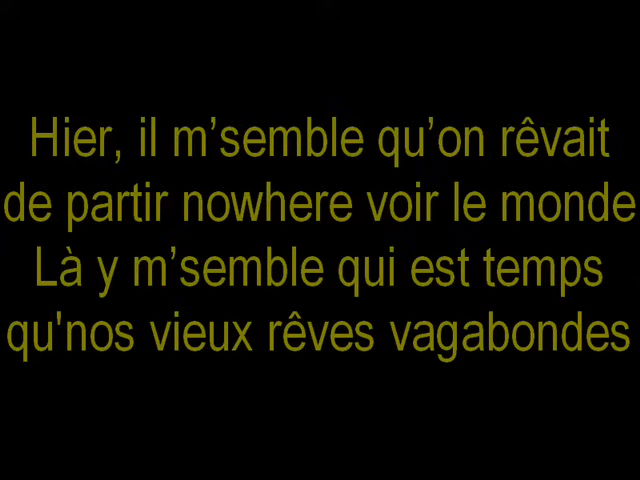 Hier, il m’semble qu’on rêvait
de partir nowhere voir le monde
Là y m’semble qui est temps
qu'nos vieux rêves vagabondes